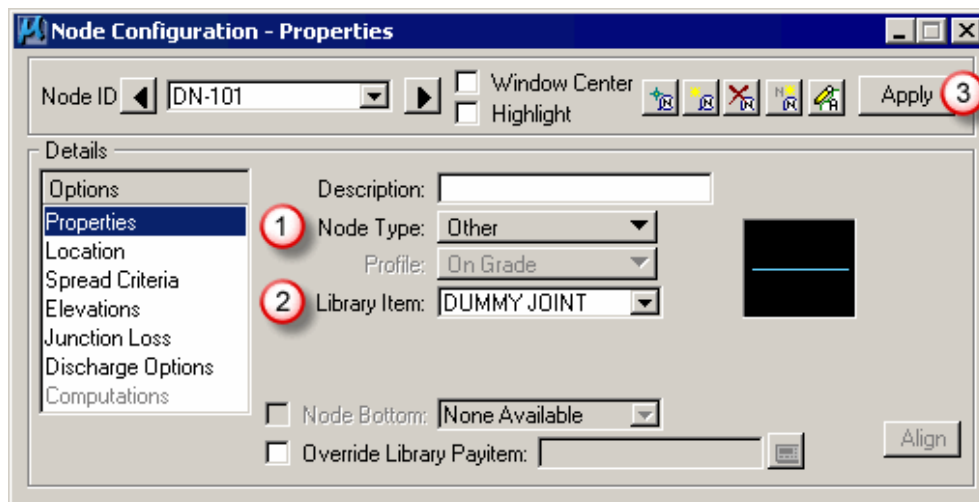 Node Configuration - Properties
Node ID DN-101 Window Center Highlight Apply 3
Details
Options
Properties
Location
Spread Criteria
Elevations
Junction Loss
Discharge Options
Computations
Description:
1 Node Type: Other
Profile: On Grade
2 Library Item: DUMMY JOINT
Node Bottom: None Available
Override Library Payitem:
Align